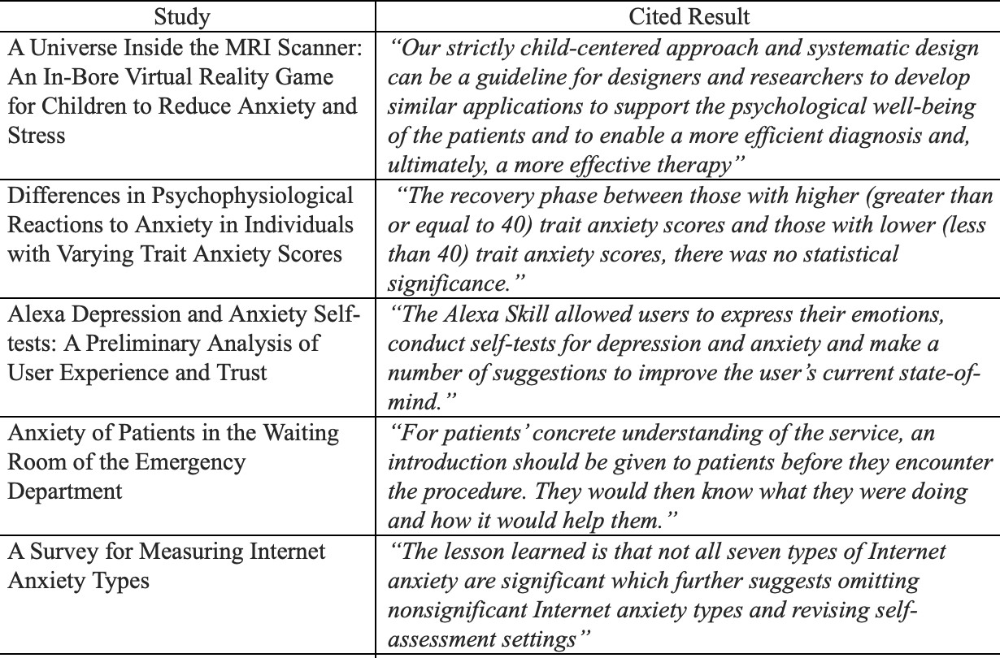 Study
Cited Result
A Universe Inside the MRI Scanner:
An In-Bore Virtual Reality Game
for Children to Reduce Anxiety and
Stress
“Our strictly child-centered approach and systematic design
can be a guideline for designers and researchers to develop
similar applications to support the psychological well-being
of the patients and to enable a more efficient diagnosis and,
ultimately, a more effective therapy”
Differences in Psychophysiological
Reactions to Anxiety in Individuals
with Varying Trait Anxiety Scores
“The recovery phase between those with higher (greater than
or equal to 40) trait anxiety scores and those with lower (less
than 40) trait anxiety scores, there was no statistical
significance.”
Alexa Depression and Anxiety Self-
tests: A Preliminary Analysis of
User Experience and Trust
“The Alexa Skill allowed users to express their emotions,
conduct self-tests for depression and anxiety and make a
number of suggestions to improve the user’s current state-of-
mind.”
Anxiety of Patients in the Waiting
Room of the Emergency
Department
“For patients’ concrete understanding of the service, an
introduction should be given to patients before they encounter
the procedure. They would then know what they were doing
and how it would help them.”
A Survey for Measuring Internet
Anxiety Types
“The lesson learned is that not all seven types of Internet
anxiety are significant which further suggests omitting
nonsignificant Internet anxiety types and revising self-
assessment settings”